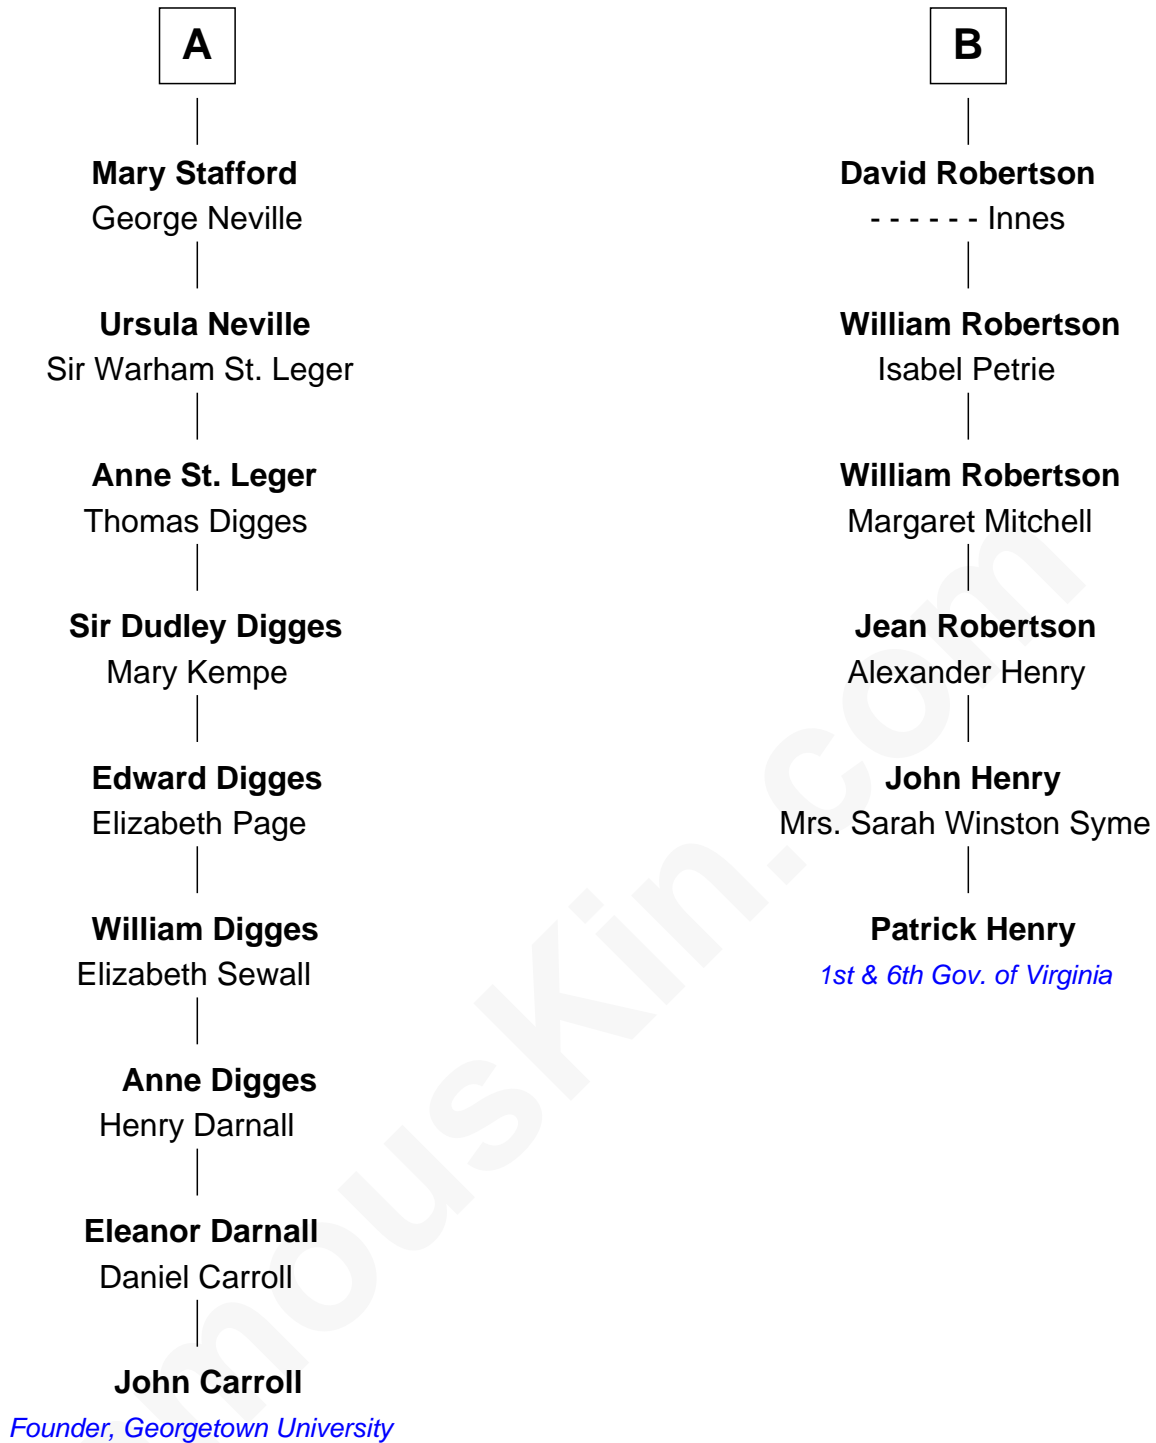 A
Mary Stafford
George Neville
Ursula Neville
Sir Warham St. Leger
Anne St. Leger
Thomas Digges
Sir Dudley Digges
Mary Kempe
Edward Digges
Elizabeth Page
William Digges
Elizabeth Sewall
Anne Digges
Henry Darnall
Eleanor Darnall
Daniel Carroll
John Carroll
Founder, Georgetown University
B
David Robertson
- - - - - - Innes
William Robertson
Isabel Petrie
William Robertson
Margaret Mitchell
Jean Robertson
Alexander Henry
John Henry
Mrs. Sarah Winston Syme
Patrick Henry
1st & 6th Gov. of Virginia
mouskin.com